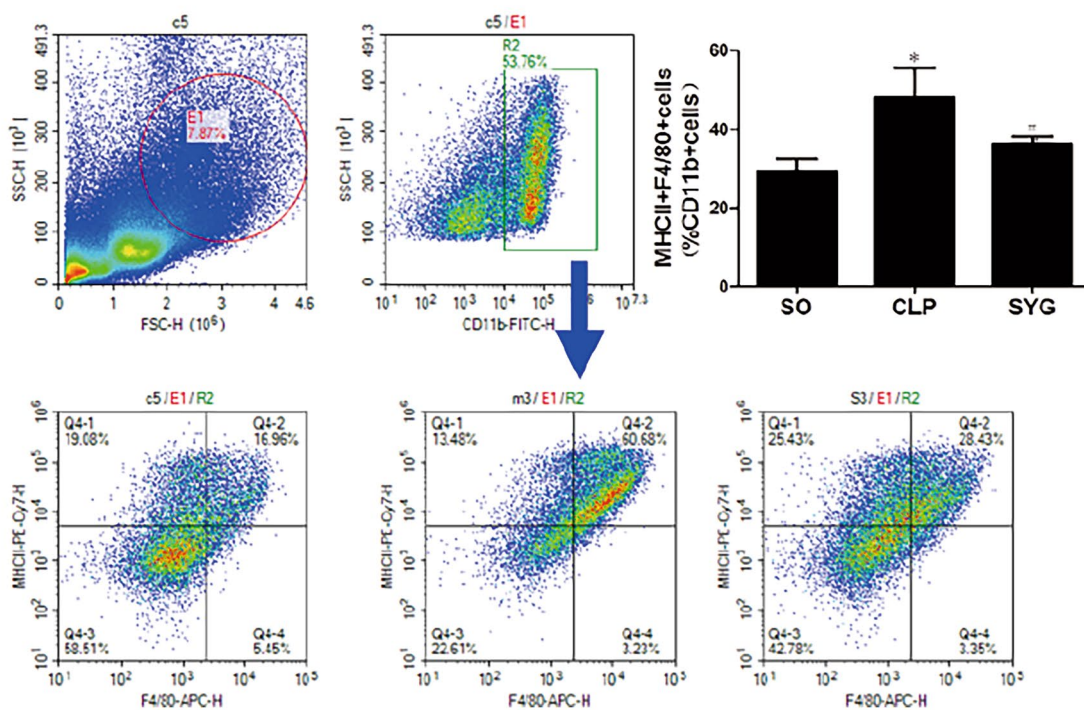 c5
491.3
400
300
200
100
0
SSC-H (10³)
E1
7.87%
0 1 2 3 4 4.6
FSC-H (10⁶)
c5 / E1
491.3
400
300
200
100
0
SSC-H (10³)
R2
53.76%
10¹ 10² 10³ 10⁴ 10⁵ 10⁷·³
CD11b-FITC-H
60
40
20
0
MHCII+F4/80+cells
(%CD11b+cells)
*
SO CLP SYG
c5 / E1 / R2
10⁶
10⁵
10⁴
10³
10²
10¹
MHCII-PE-Cy7-H
Q4-1
19.08%
Q4-2
16.96%
Q4-3
58.51%
Q4-4
5.45%
10¹ 10² 10³ 10⁴ 10⁵
F4/80-APC-H
m3 / E1 / R2
10⁶
10⁵
10⁴
10³
10²
10¹
MHCII-PE-Cy7-H
Q4-1
13.48%
Q4-2
60.68%
Q4-3
22.61%
Q4-4
3.23%
10¹ 10² 10³ 10⁴ 10⁵
F4/80-APC-H
S3 / E1 / R2
10⁶
10⁵
10⁴
10³
10²
10¹
MHCII-PE-Cy7-H
Q4-1
25.43%
Q4-2
28.43%
Q4-3
42.78%
Q4-4
3.35%
10¹ 10² 10³ 10⁴ 10⁵
F4/80-APC-H